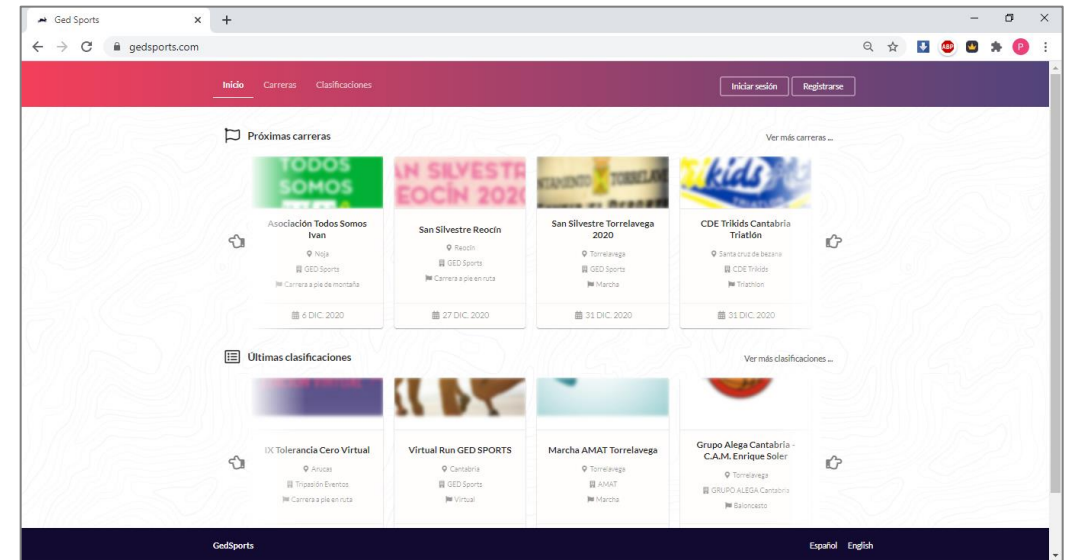 Ged Sports
gedsports.com
ABP
P
Inicio Carreras Clasificaciones Iniciar sesión Registrarse
Próximas carreras Ver más carreras ...
TODOS
SOMOS
AN SILVESTR
EOCÍN 2020
kids
Asociación Todos Somos
Ivan
Noja
GED Sports
Carrera a pie de montaña
6 DIC. 2020
San Silvestre Reocín
Reocín
GED Sports
Carrera a pie en ruta
27 DIC. 2020
San Silvestre Torrelavega
2020
Torrelavega
GED Sports
Marcha
31 DIC. 2020
CDE Trikids Cantabria
Triatlón
Santa cruz de bezana
CDE Trikids
Triathlon
31 DIC. 2020
Últimas clasificaciones Ver más clasificaciones ...
IX Tolerancia Cero Virtual
Arucas
Tripasión Eventos
Carrera a pie en ruta
Virtual Run GED SPORTS
Cantabria
GED Sports
Virtual
Marcha AMAT Torrelavega
Torrelavega
AMAT
Marcha
Grupo Alega Cantabria -
C.A.M. Enrique Soler
Torrelavega
GRUPO ALEGA Cantabria
Baloncesto
GedSports Español English